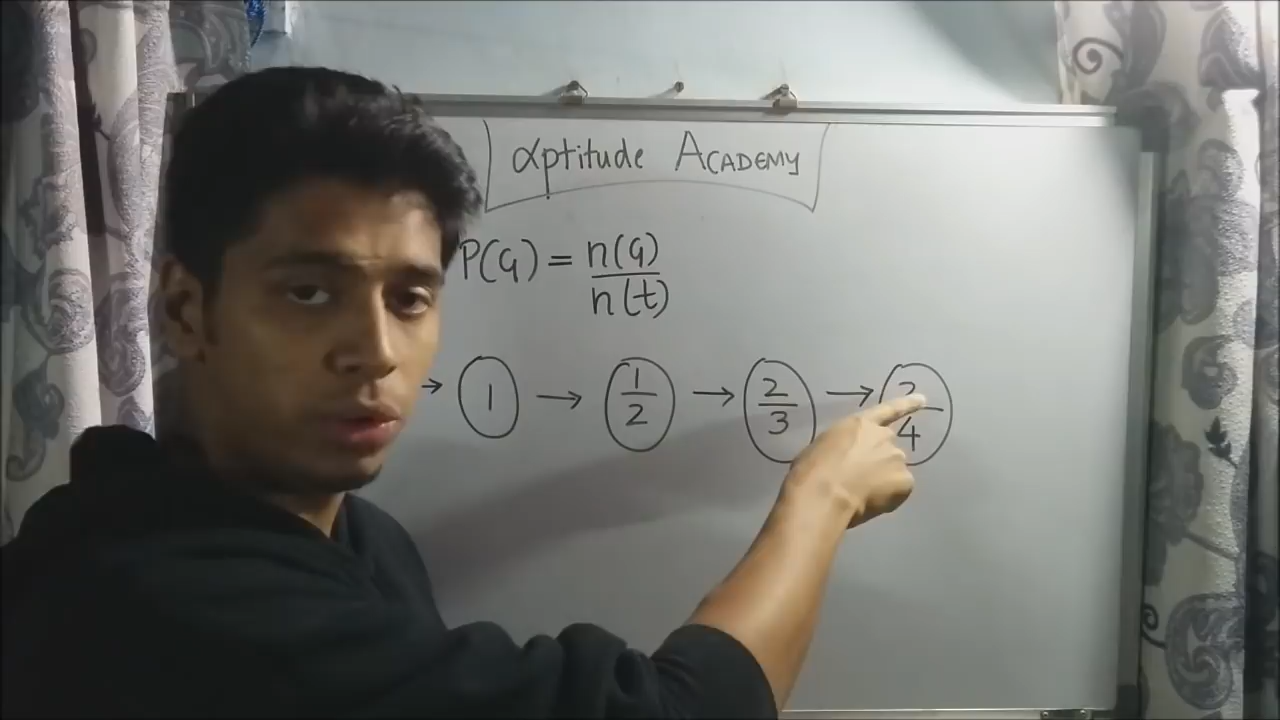 αptitude ACADEMY
P(G) = n(G)/n(t)
→ 1 → 1/2 → 2/3 → /4